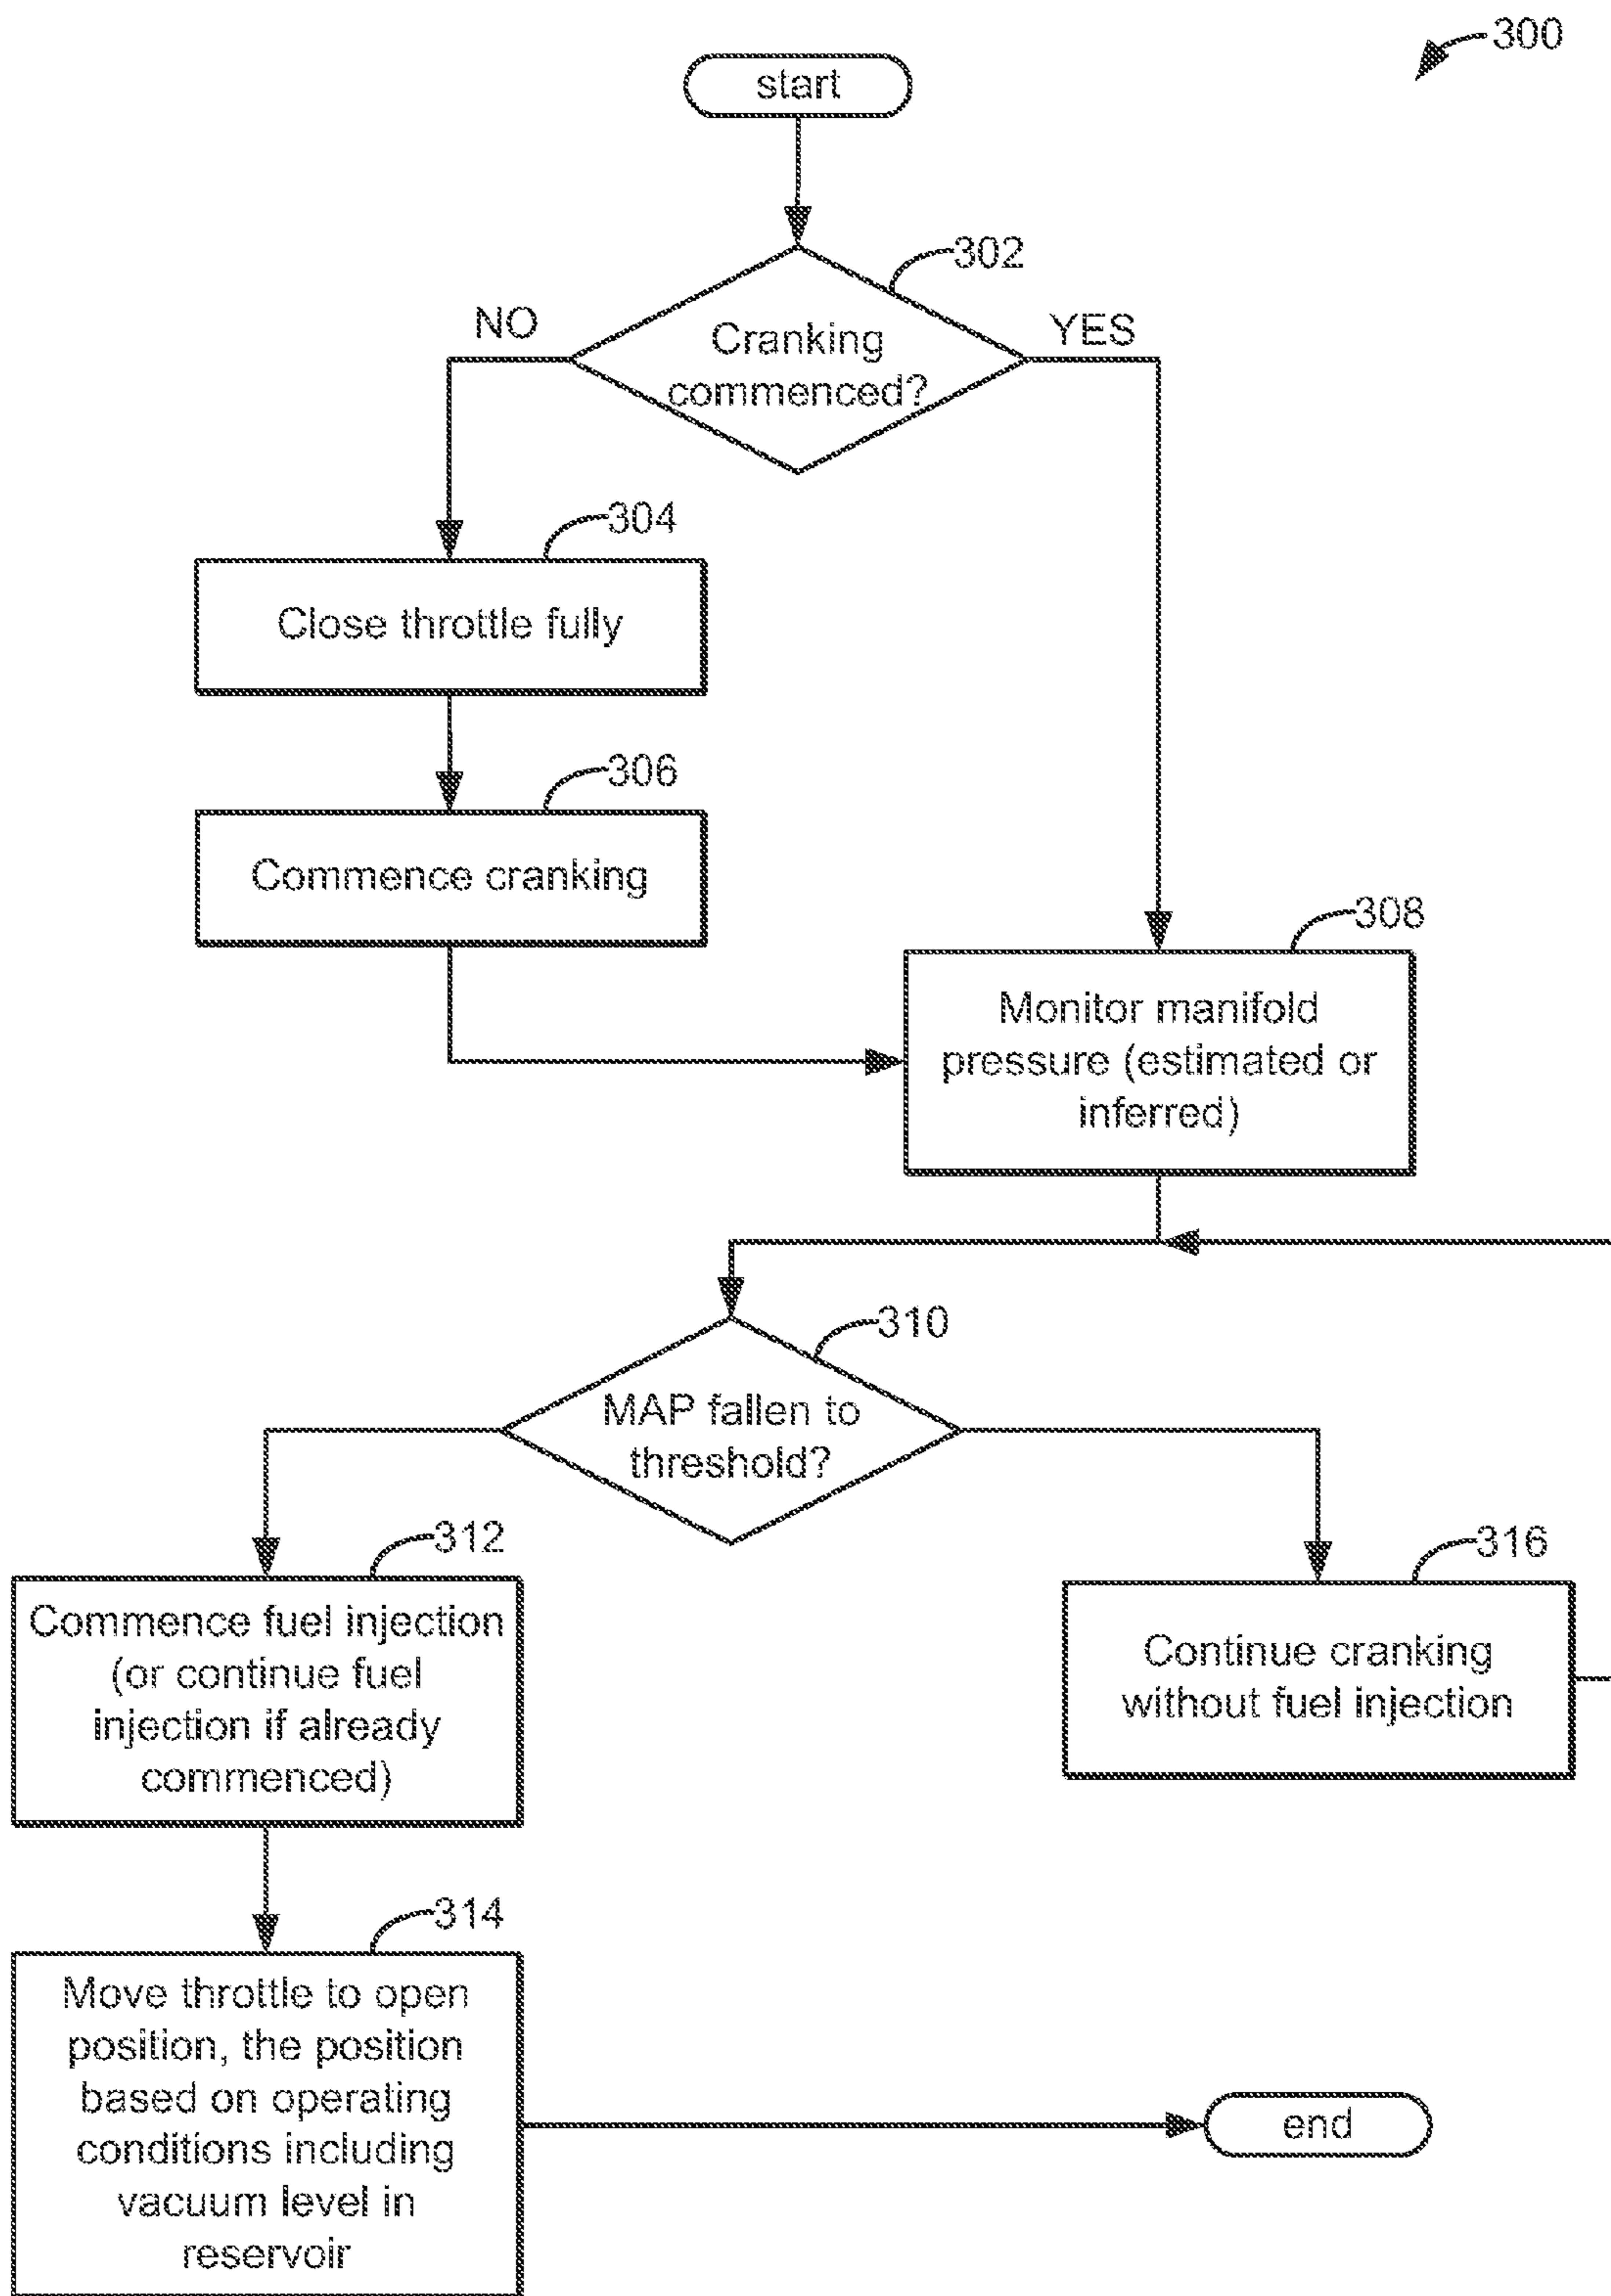 300
start
302
NO
YES
Cranking
commenced?
304
Close throttle fully
306
Commence cranking
308
Monitor manifold
pressure (estimated or
inferred)
310
MAP fallen to
threshold?
312
Commence fuel injection
(or continue fuel
injection if already
commenced)
316
Continue cranking
without fuel injection
314
Move throttle to open
position, the position
based on operating
conditions including
vacuum level in
reservoir
end